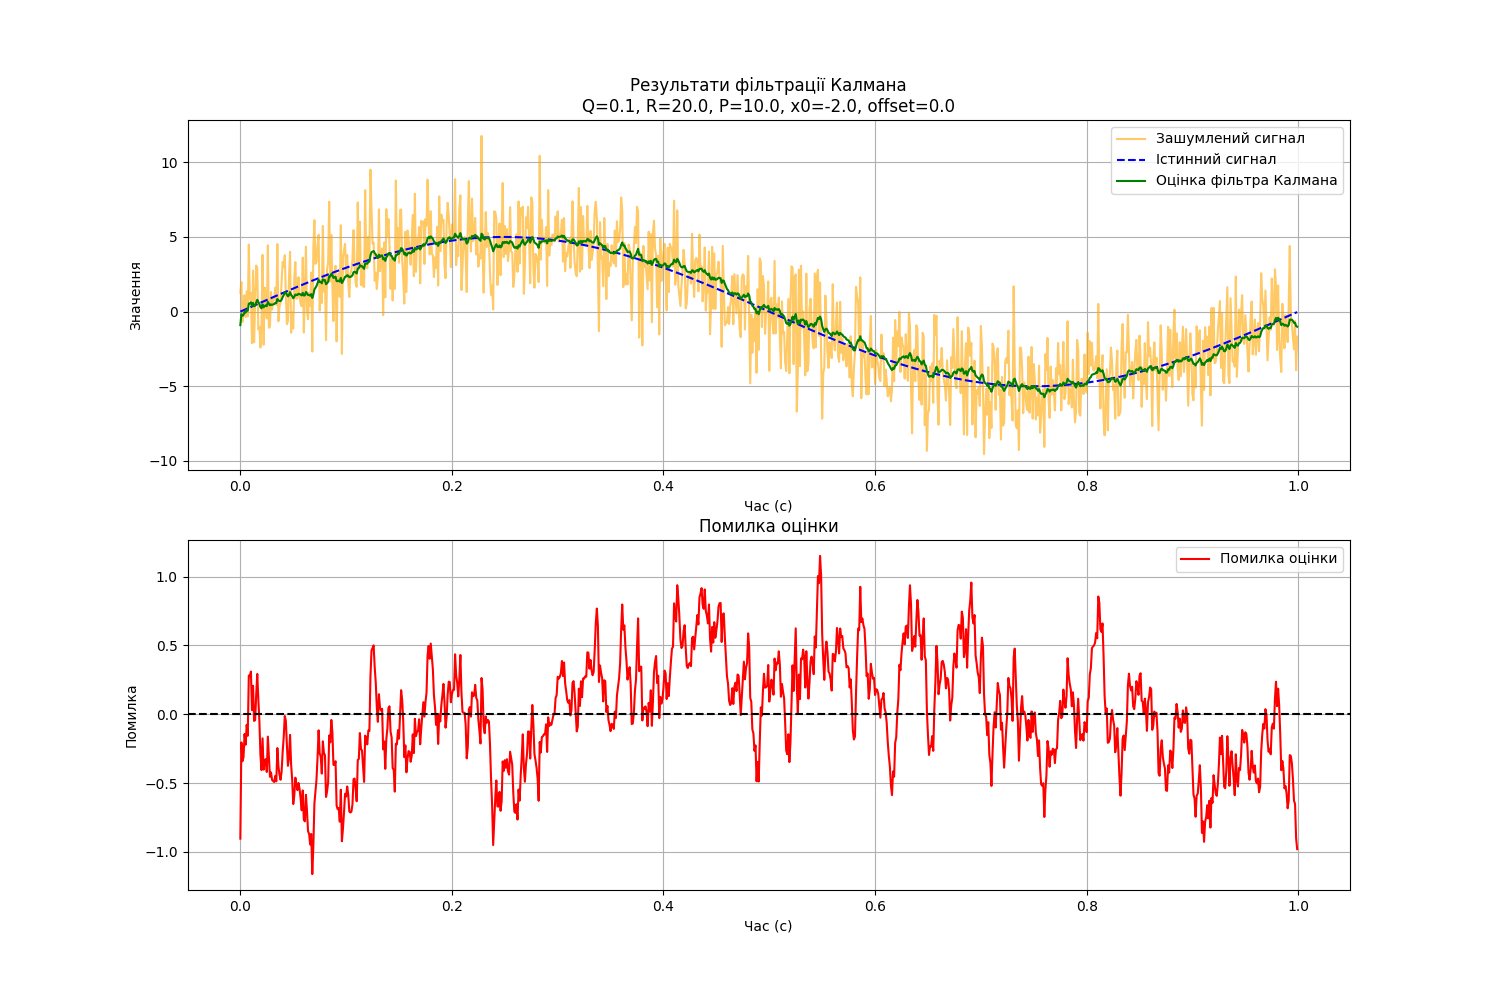 Результати фільтрації Калмана
Q=0.1, R=20.0, P=10.0, x0=-2.0, offset=0.0
Зашумлений сигнал
Істинний сигнал
Оцінка фільтра Калмана
Значення
10
5
0
−5
−10
0.0
0.2
0.4
0.6
0.8
1.0
Час (с)
Помилка оцінки
Помилка оцінки
Помилка
1.0
0.5
0.0
−0.5
−1.0
0.0
0.2
0.4
0.6
0.8
1.0
Час (с)